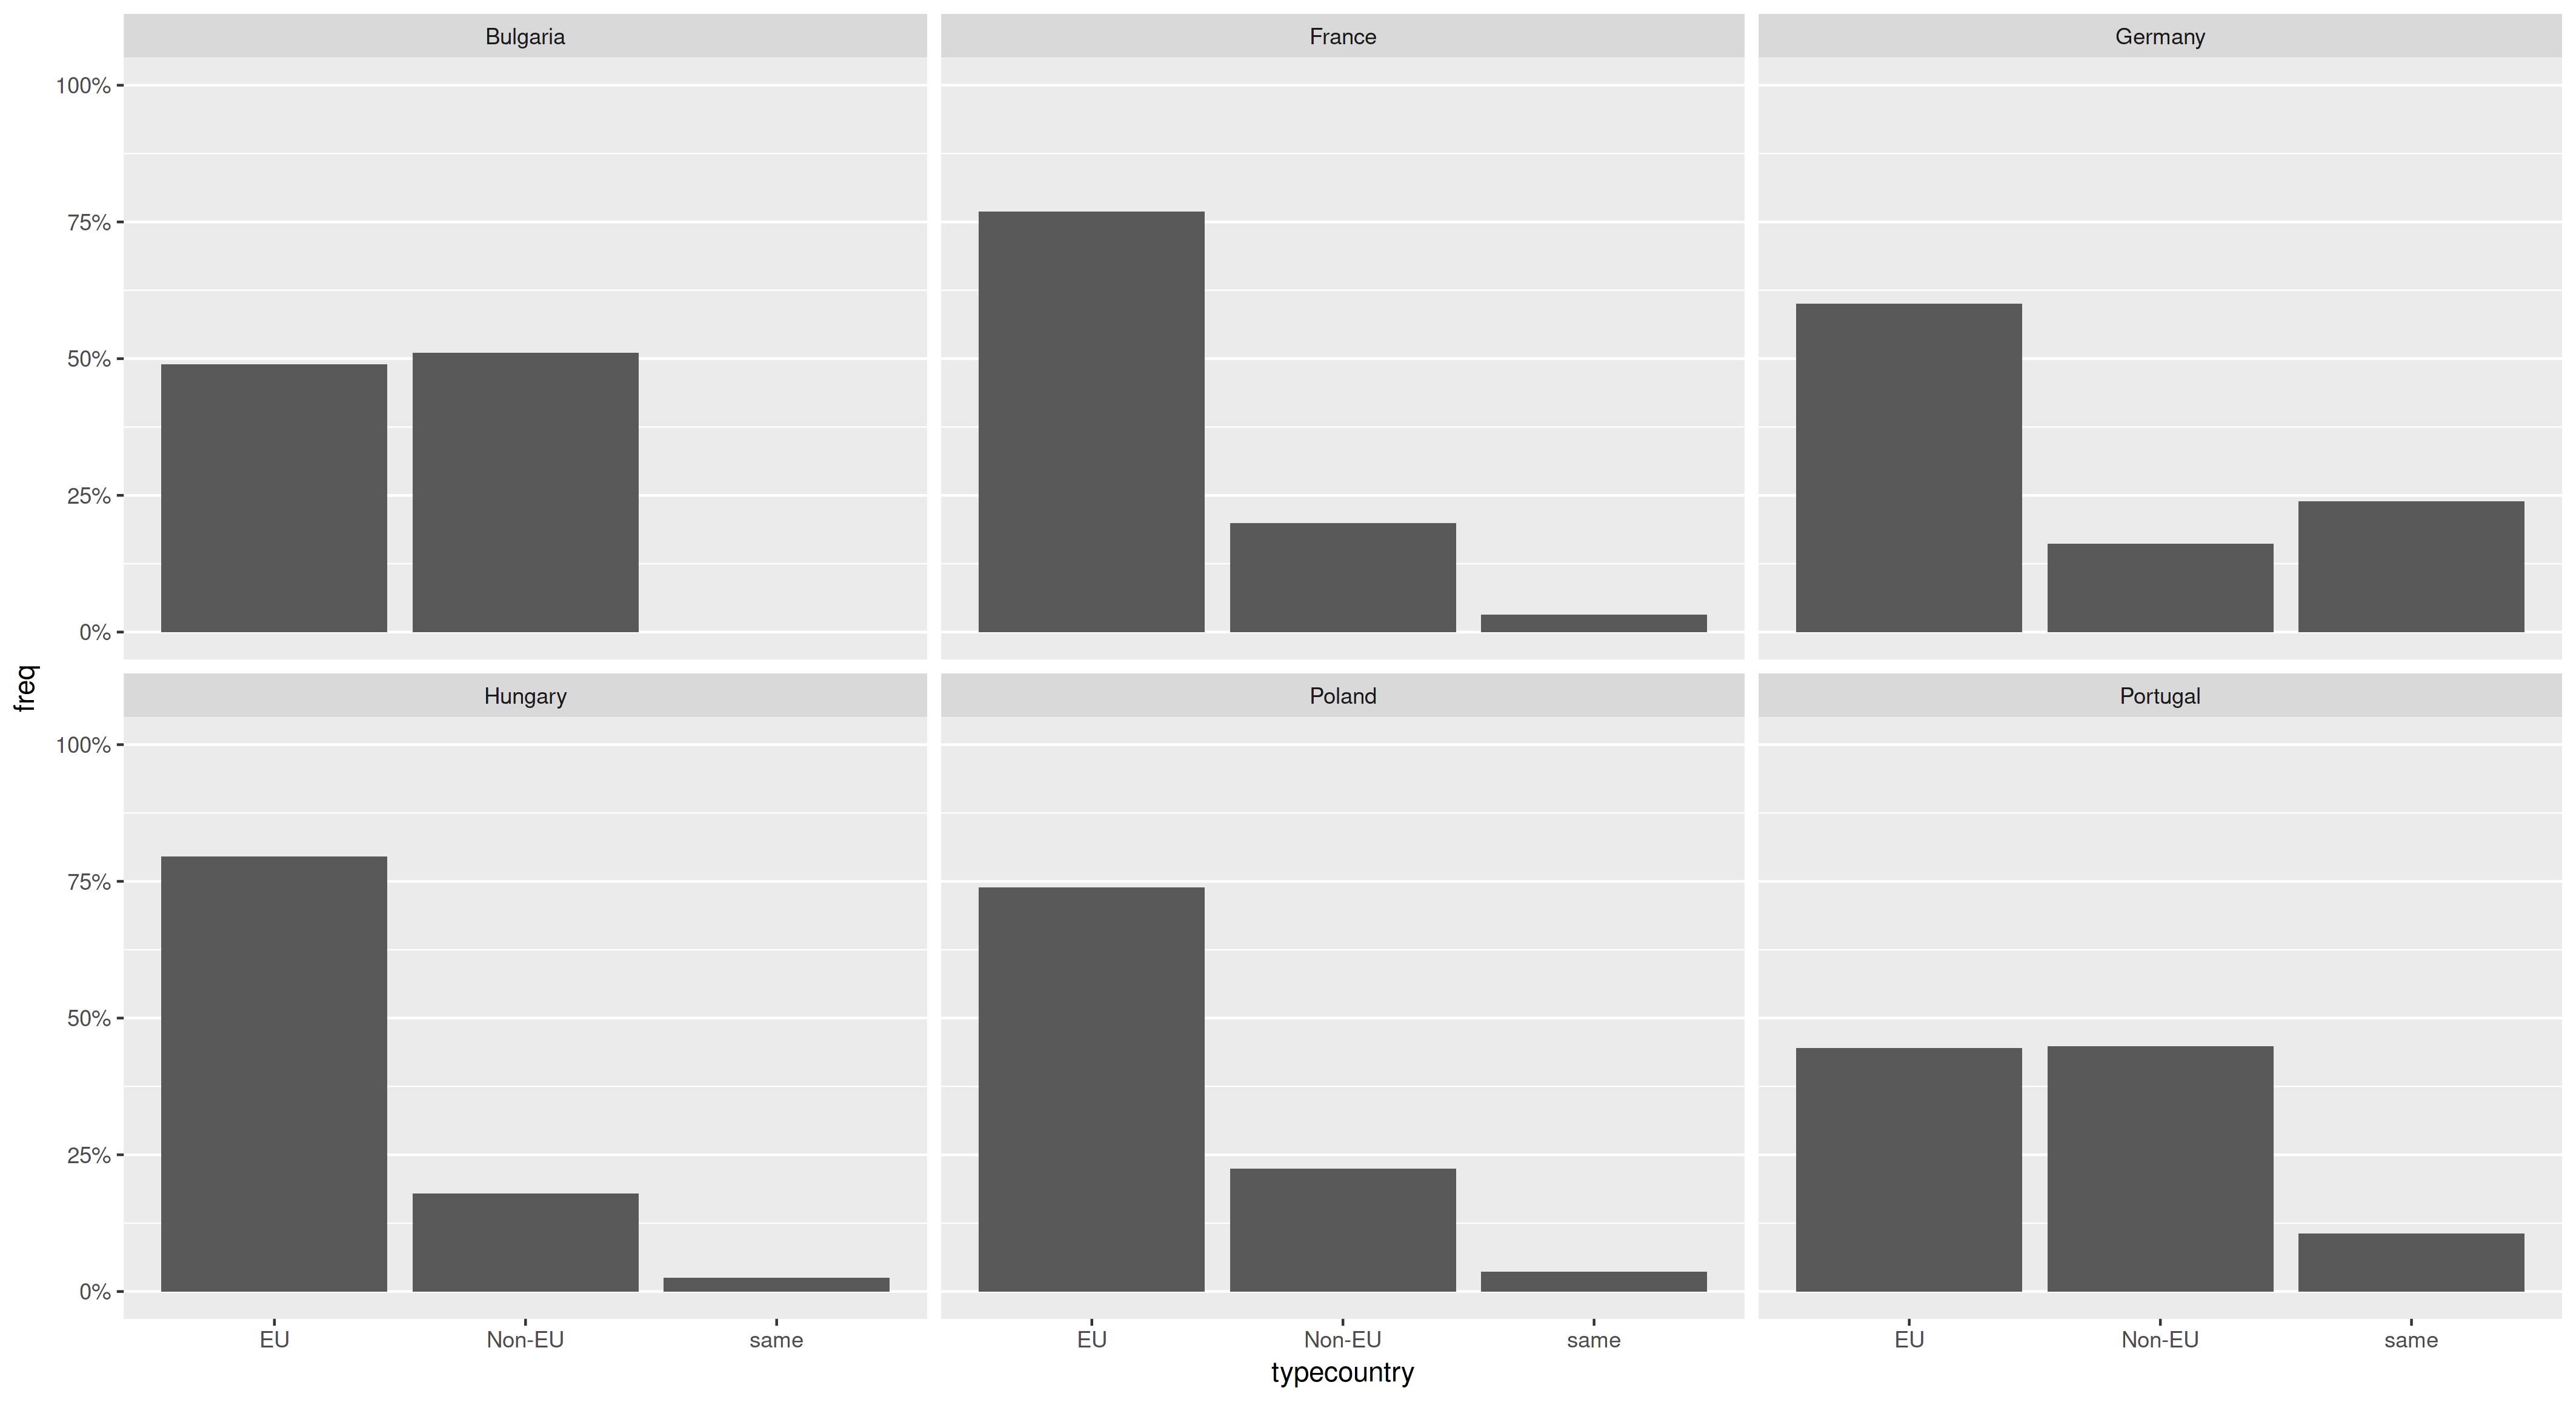 Bulgaria
France
Germany
100%
75%
50%
25%
0%
freq
Hungary
Poland
Portugal
100%
75%
50%
25%
0%
EU Non-EU same
EU Non-EU same
EU Non-EU same
typecountry